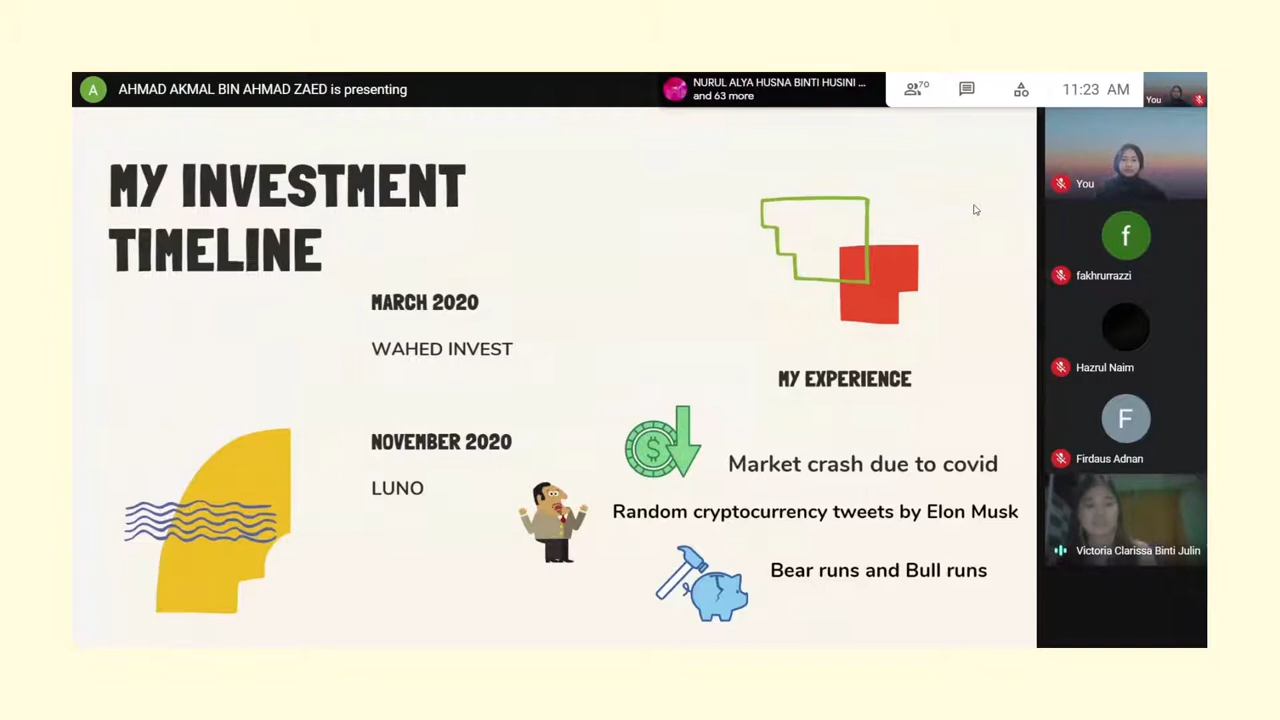 A
AHMAD AKMAL BIN AHMAD ZAED is presenting
NURUL ALYA HUSNA BINTI HUSINI ...
and 63 more
70
11:23 AM
You
MY INVESTMENT
TIMELINE
MARCH 2020
WAHED INVEST
NOVEMBER 2020
LUNO
MY EXPERIENCE
$
Market crash due to covid
Random cryptocurrency tweets by Elon Musk
Bear runs and Bull runs
You
f
fakhrurrazzi
Hazrul Naim
F
Firdaus Adnan
Victoria Clarissa Binti Julin